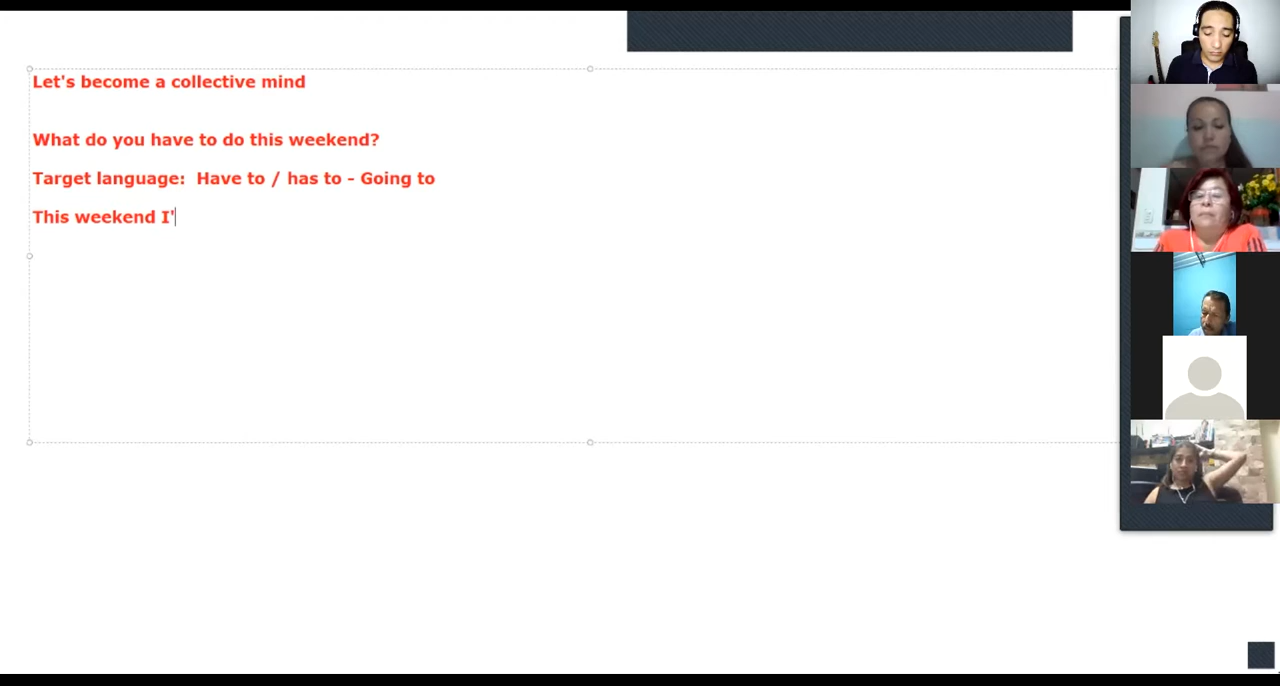 Let's become a collective mind
What do you have to do this weekend?
Target language: Have to / has to - Going to
This weekend I'